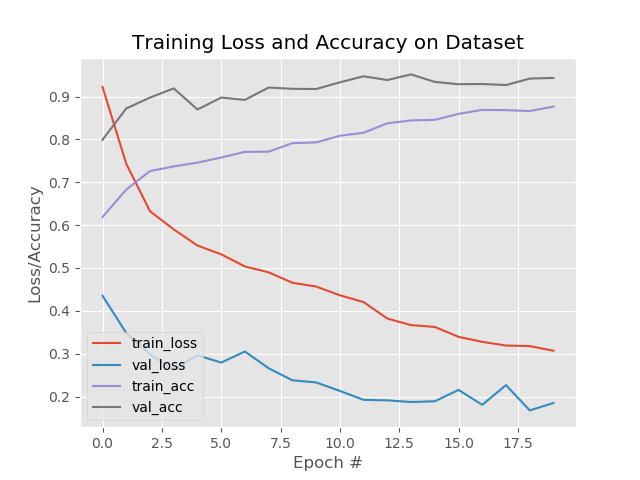 Training Loss and Accuracy on Dataset
Loss/Accuracy
0.9
0.8
0.7
0.6
0.5
0.4
0.3
0.2
train_loss
val_loss
train_acc
val_acc
0.0 2.5 5.0 7.5 10.0 12.5 15.0 17.5
Epoch #